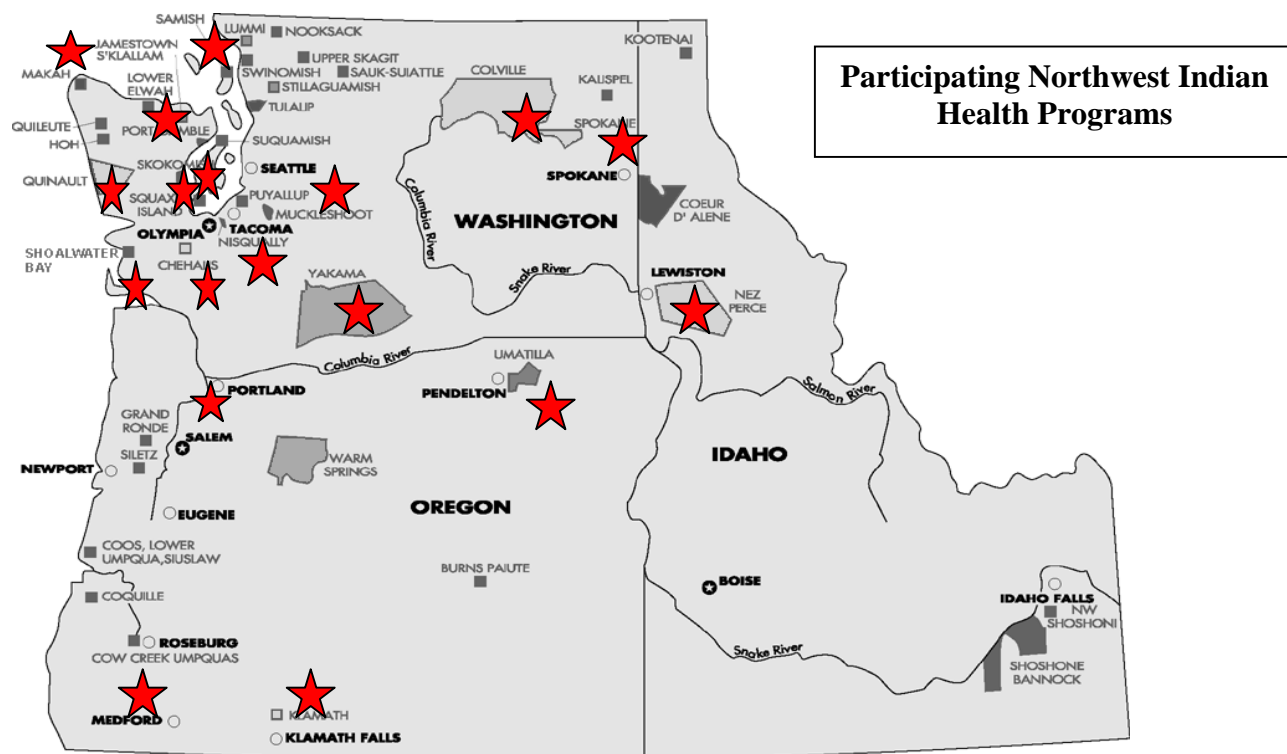 Participating Northwest Indian
Health Programs
SAMISH
LUMMI
NOOKSACK
JAMESTOWN
S'KLALLAM
UPPER SKAGIT
KOOTENAI
MAKAH
LOWER
ELWAH
SWINOMISH
SAUK-SUIATTLE
STILLAGUAMISH
COLVILLE
KALISPEL
TULALIP
QUILEUTE
PORT
HOH
SUQUAMISH
SPOKANE
SKOKOMISH
SEATTLE
SPOKANE
QUINAULT
SQUAXIN
ISLAND
PUYALLUP
MUCKLESHOOT
COEUR
D' ALENE
WASHINGTON
Columbia River
OLYMPIA
TACOMA
NISQUALLY
SHOALWATER
BAY
CHEHALIS
YAKAMA
Snake River
LEWISTON
NEZ
PERCE
Columbia River
UMATILLA
PORTLAND
PENDELTON
Salmon River
GRAND
RONDE
SALEM
SILETZ
NEWPORT
WARM
SPRINGS
IDAHO
EUGENE
OREGON
COOS, LOWER
UMPQUA,SIUSLAW
BURNS PAIUTE
BOISE
COQUILLE
IDAHO FALLS
NW
SHOSHONI
ROSEBURG
COW CREEK UMPQUAS
Snake River
SHOSHONE
BANNOCK
MEDFORD
KLAMATH
KLAMATH FALLS